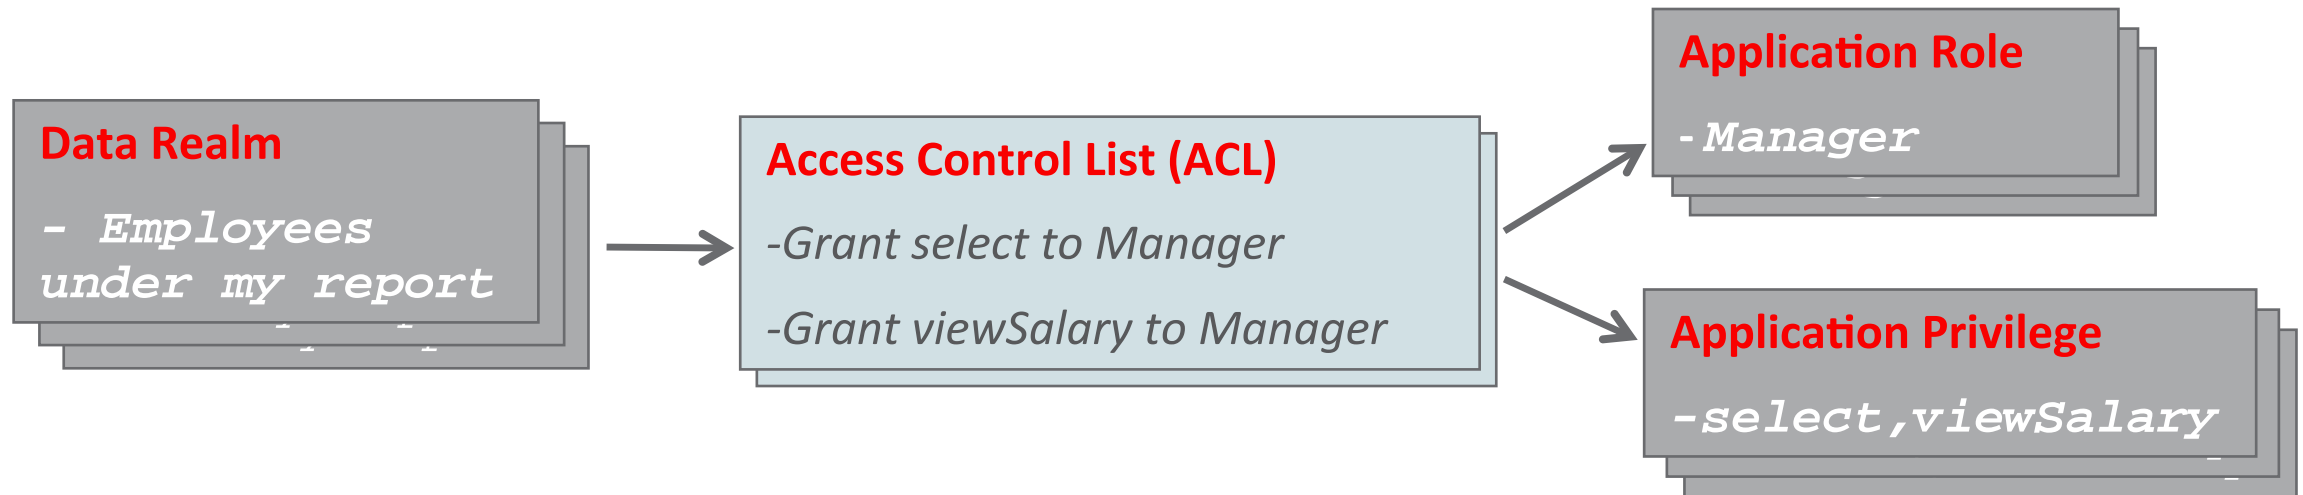 Data Realm
- Employees
under my report
Access Control List (ACL)
-Grant select to Manager
-Grant viewSalary to Manager
Application Role
-Manager
Application Privilege
-select,viewSalary